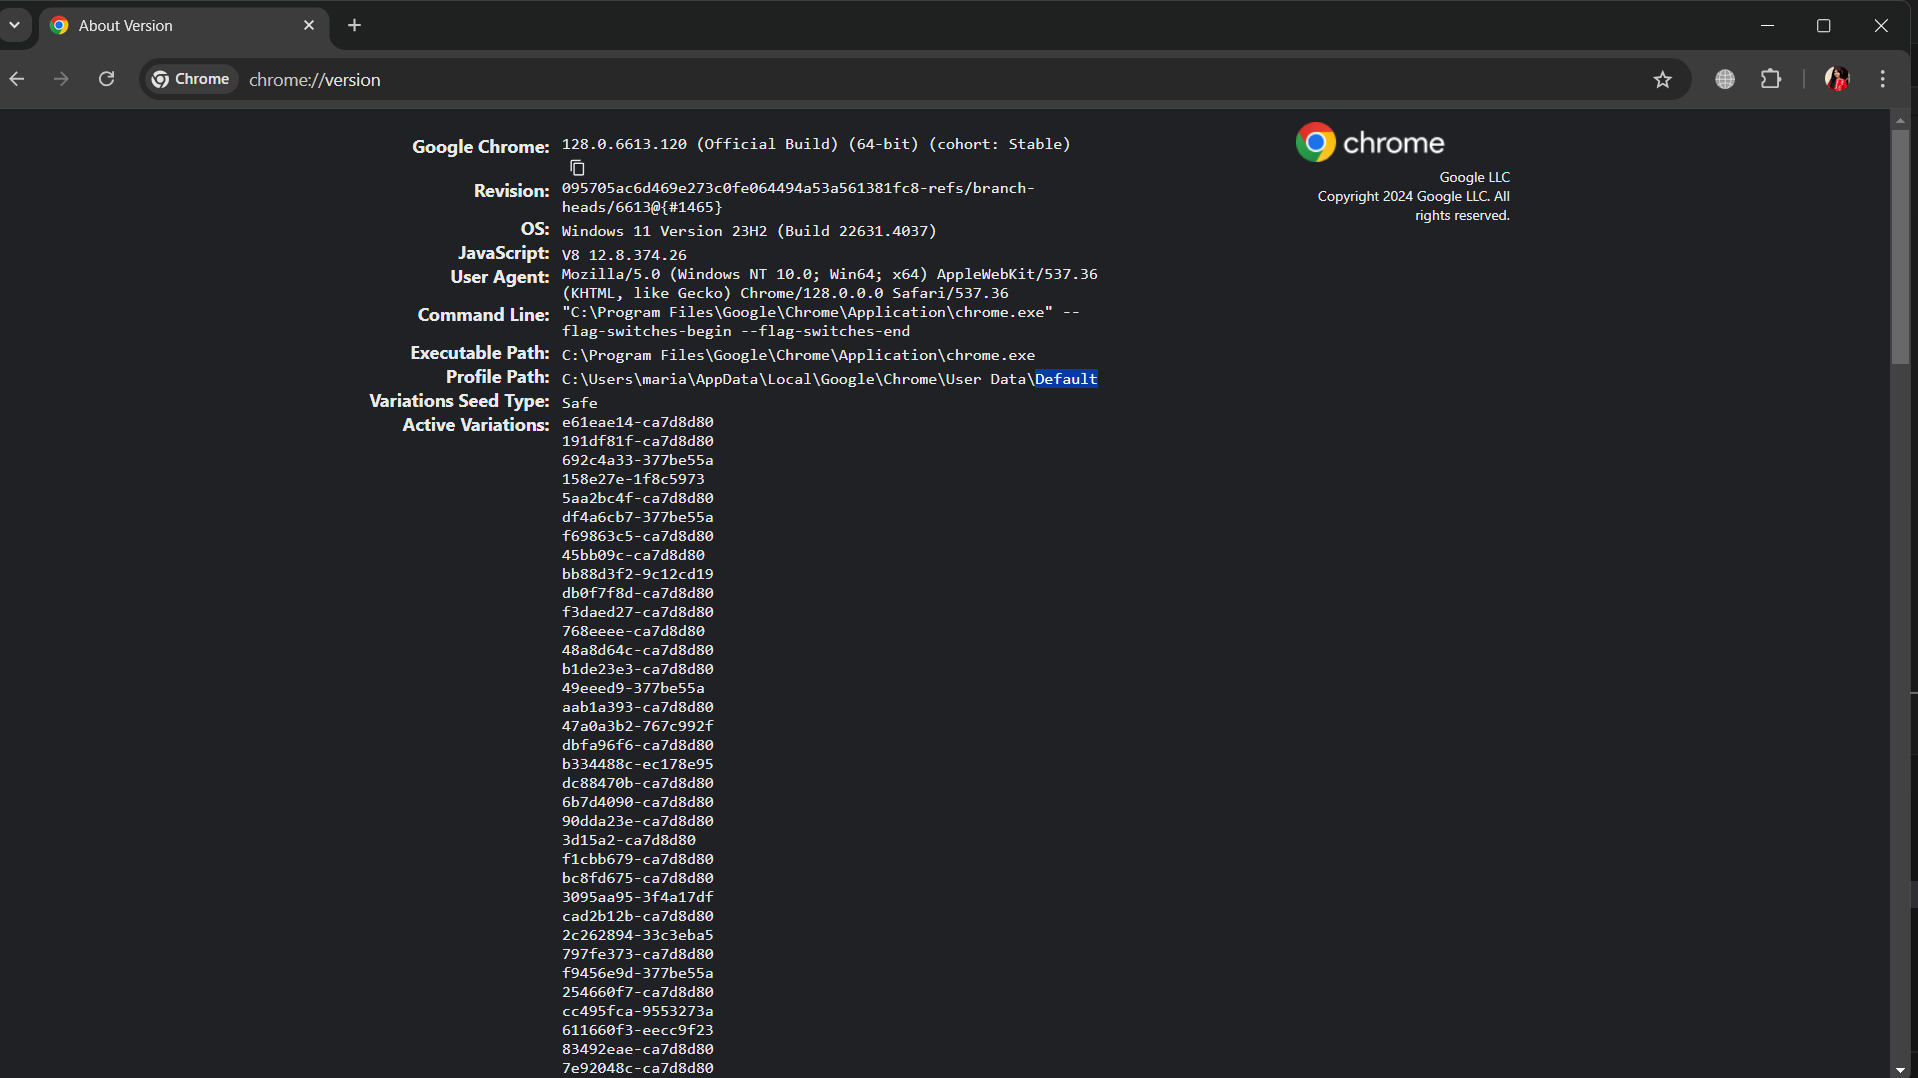 About Version
Chrome
chrome://version
Google Chrome: 128.0.6613.120 (Official Build) (64-bit) (cohort: Stable)
Revision: 095705ac6d469e273c0fe064494a53a561381fc8-refs/branch-
heads/6613@{#1465}
OS: Windows 11 Version 23H2 (Build 22631.4037)
JavaScript: V8 12.8.374.26
User Agent: Mozilla/5.0 (Windows NT 10.0; Win64; x64) AppleWebKit/537.36
(KHTML, like Gecko) Chrome/128.0.0.0 Safari/537.36
Command Line: "C:\Program Files\Google\Chrome\Application\chrome.exe" --
flag-switches-begin --flag-switches-end
Executable Path: C:\Program Files\Google\Chrome\Application\chrome.exe
Profile Path: C:\Users\maria\AppData\Local\Google\Chrome\User Data\Default
Variations Seed Type: Safe
Active Variations: e61eae14-ca7d8d80
191df81f-ca7d8d80
692c4a33-377be55a
158e27e-1f8c5973
5aa2bc4f-ca7d8d80
df4a6cb7-377be55a
f69863c5-ca7d8d80
45bb09c-ca7d8d80
bb88d3f2-9c12cd19
db0f7f8d-ca7d8d80
f3daed27-ca7d8d80
768eeee-ca7d8d80
48a8d64c-ca7d8d80
b1de23e3-ca7d8d80
49eeed9-377be55a
aab1a393-ca7d8d80
47a0a3b2-767c992f
dbfa96f6-ca7d8d80
b334488c-ec178e95
dc88470b-ca7d8d80
6b7d4090-ca7d8d80
90dda23e-ca7d8d80
3d15a2-ca7d8d80
f1cbb679-ca7d8d80
bc8fd675-ca7d8d80
3095aa95-3f4a17df
cad2b12b-ca7d8d80
2c262894-33c3eba5
797fe373-ca7d8d80
f9456e9d-377be55a
254660f7-ca7d8d80
cc495fca-9553273a
611660f3-eecc9f23
83492eae-ca7d8d80
7e92048c-ca7d8d80
chrome
Google LLC
Copyright 2024 Google LLC. All
rights reserved.